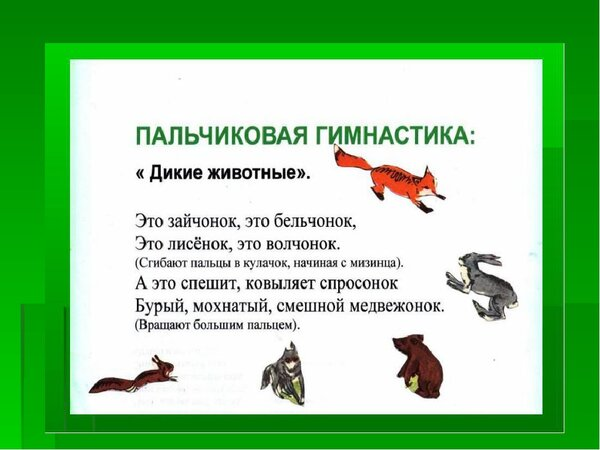 ПАЛЬЧИКОВАЯ ГИМНАСТИКА:
« Дикие животные».
Это зайчонок, это бельчонок,
Это лисёнок, это волчонок.
(Сгибают пальцы в кулачок, начиная с мизинца).
А это спешит, ковыляет спросонок
Бурый, мохнатый, смешной медвежонок.
(Вращают большим пальцем).